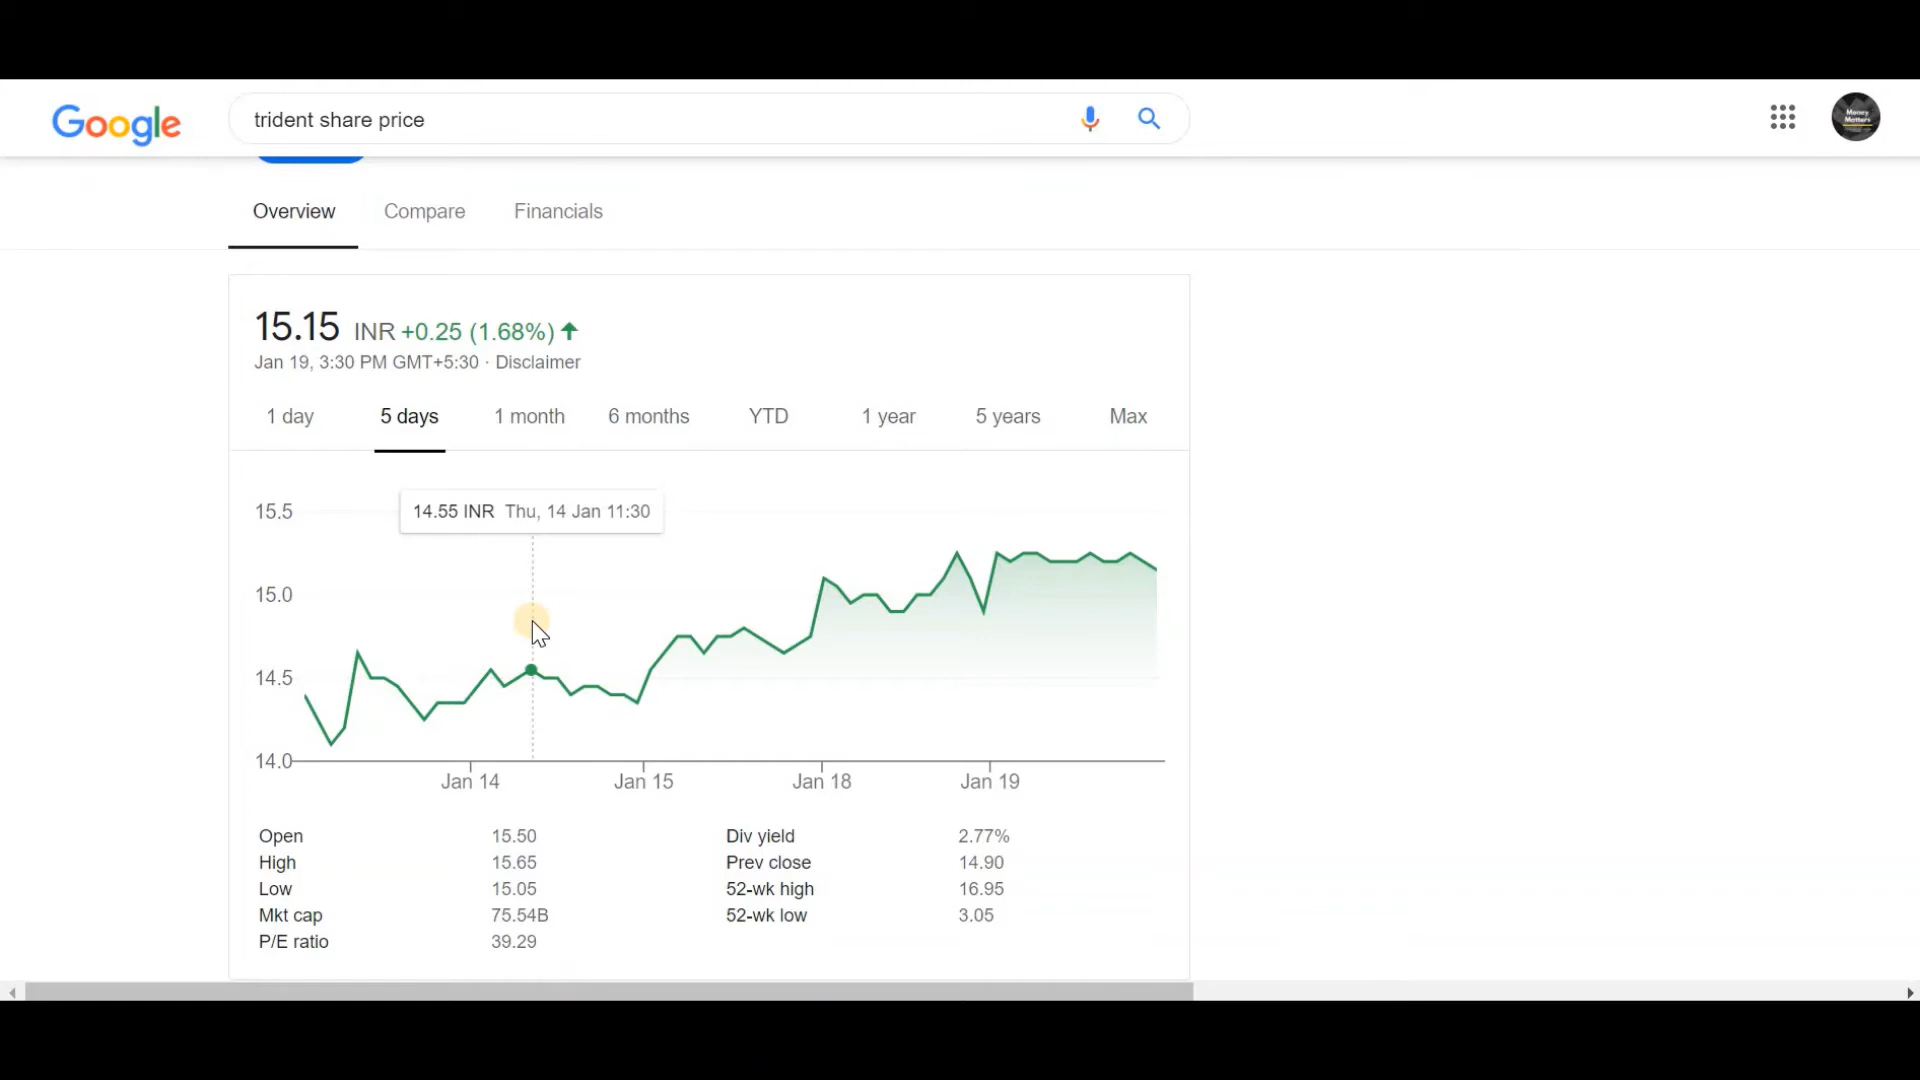 Google
trident share price
Money
Matters
Overview Compare Financials
15.15 INR +0.25 (1.68%)
Jan 19, 3:30 PM GMT+5:30 · Disclaimer
1 day 5 days 1 month 6 months YTD 1 year 5 years Max
14.55 INR Thu, 14 Jan 11:30
15.5
15.0
14.5
14.0
Jan 14 Jan 15 Jan 18 Jan 19
Open 15.50 Div yield 2.77%
High 15.65 Prev close 14.90
Low 15.05 52-wk high 16.95
Mkt cap 75.54B 52-wk low 3.05
P/E ratio 39.29